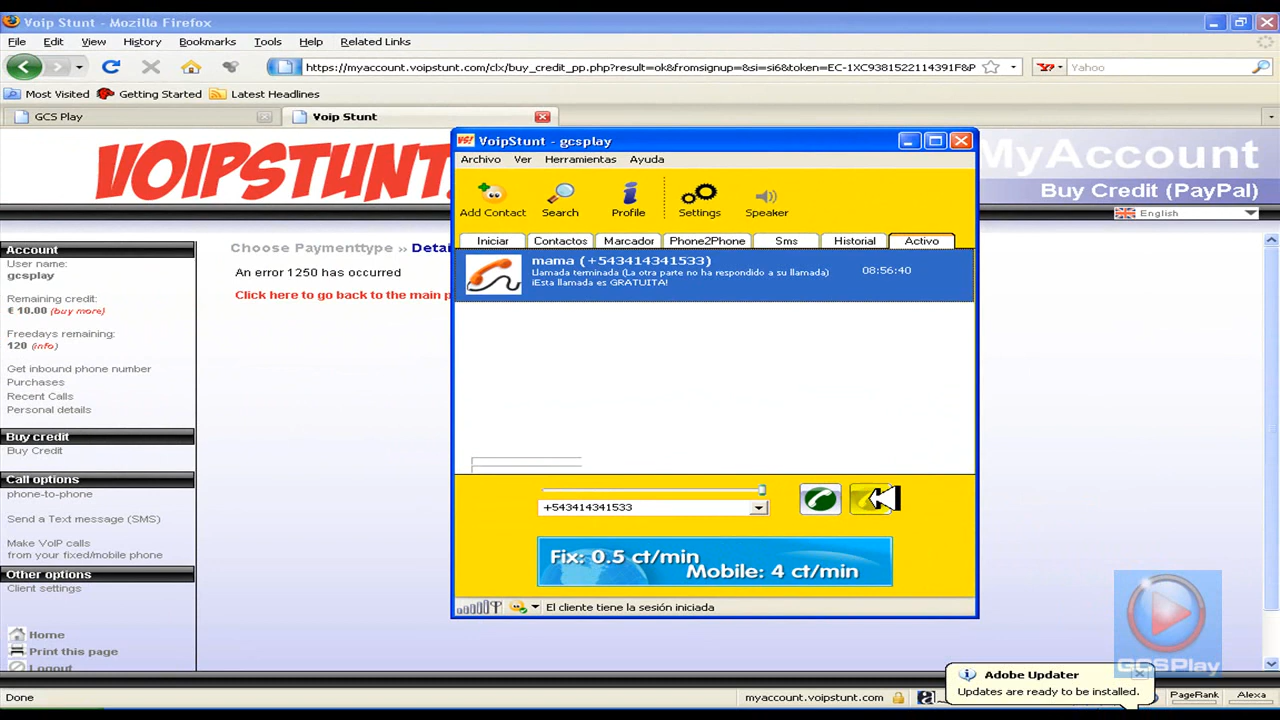 Voip Stunt - Mozilla Firefox
File Edit View History Bookmarks Tools Help Related Links
https://myaccount.voipstunt.com/clx/buy_credit_pp.php?result=ok&fromsignup=&si=si6&token=EC-1XC9381522114391F&P
Yahoo
Most Visited Getting Started Latest Headlines
GCS Play
Voip Stunt
VOIPSTUNT.
MyAccount
Buy Credit (PayPal)
English
Account
User name:
gcsplay
Remaining credit:
€ 10.00 (buy more)
Freedays remaining:
120 (info)
Get inbound phone number
Purchases
Recent Calls
Personal details
Buy credit
Buy Credit
Call options
phone-to-phone
Send a Text message (SMS)
Make VoIP calls
from your fixed/mobile phone
Other options
Client settings
Home
Print this page
Logout
Choose Paymenttype ››
An error 1250 has occurred
Click here to go back to the main
VS! VoipStunt - gcsplay
Archivo Ver Herramientas Ayuda
Add Contact Search Profile Settings Speaker
Iniciar Contactos Marcador Phone2Phone Sms Historial Activo
mama (+543414341533)
Llamada terminada (La otra parte no ha respondido a su llamada)
¡Esta llamada es GRATUITA!
08:56:40
+543414341533
Fix: 0.5 ct/min
Mobile: 4 ct/min
El cliente tiene la sesión iniciada
GCSPlay
Adobe Updater
Updates are ready to be installed.
Done
myaccount.voipstunt.com
PageRank
Alexa